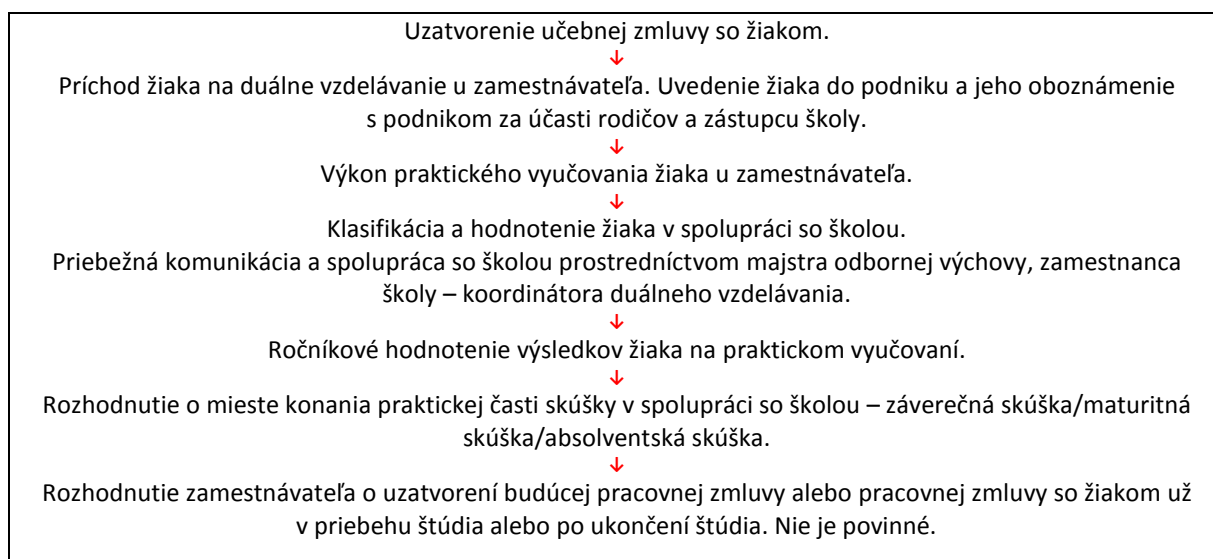 Uzatvorenie učebnej zmluvy so žiakom.
↓
Príchod žiaka na duálne vzdelávanie u zamestnávateľa. Uvedenie žiaka do podniku a jeho oboznámenie
s podnikom za účasti rodičov a zástupcu školy.
↓
Výkon praktického vyučovania žiaka u zamestnávateľa.
↓
Klasifikácia a hodnotenie žiaka v spolupráci so školou.
Priebežná komunikácia a spolupráca so školou prostredníctvom majstra odbornej výchovy, zamestnanca
školy – koordinátora duálneho vzdelávania.
↓
Ročníkové hodnotenie výsledkov žiaka na praktickom vyučovaní.
↓
Rozhodnutie o mieste konania praktickej časti skúšky v spolupráci so školou – záverečná skúška/maturitná
skúška/absolventská skúška.
↓
Rozhodnutie zamestnávateľa o uzatvorení budúcej pracovnej zmluvy alebo pracovnej zmluvy so žiakom už
v priebehu štúdia alebo po ukončení štúdia. Nie je povinné.